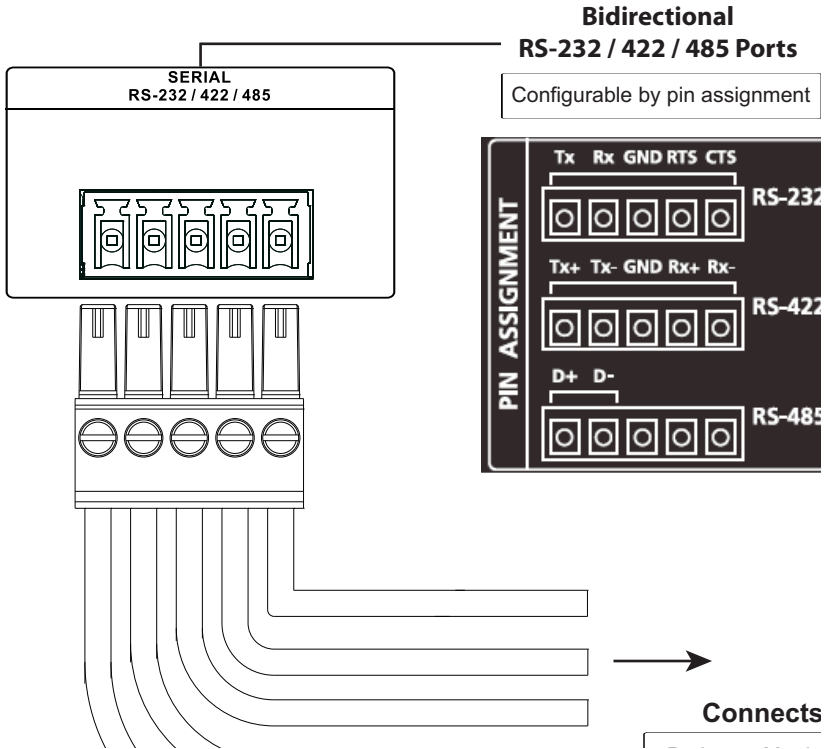 Bidirectional
RS-232 / 422 / 485 Ports
Configurable by pin assignment
SERIAL
RS-232 / 422 / 485
PIN ASSIGNMENT
Tx Rx GND RTS CTS
RS-232
Tx+ Tx- GND Rx+ Rx-
RS-422
D+ D-
RS-485
Connects